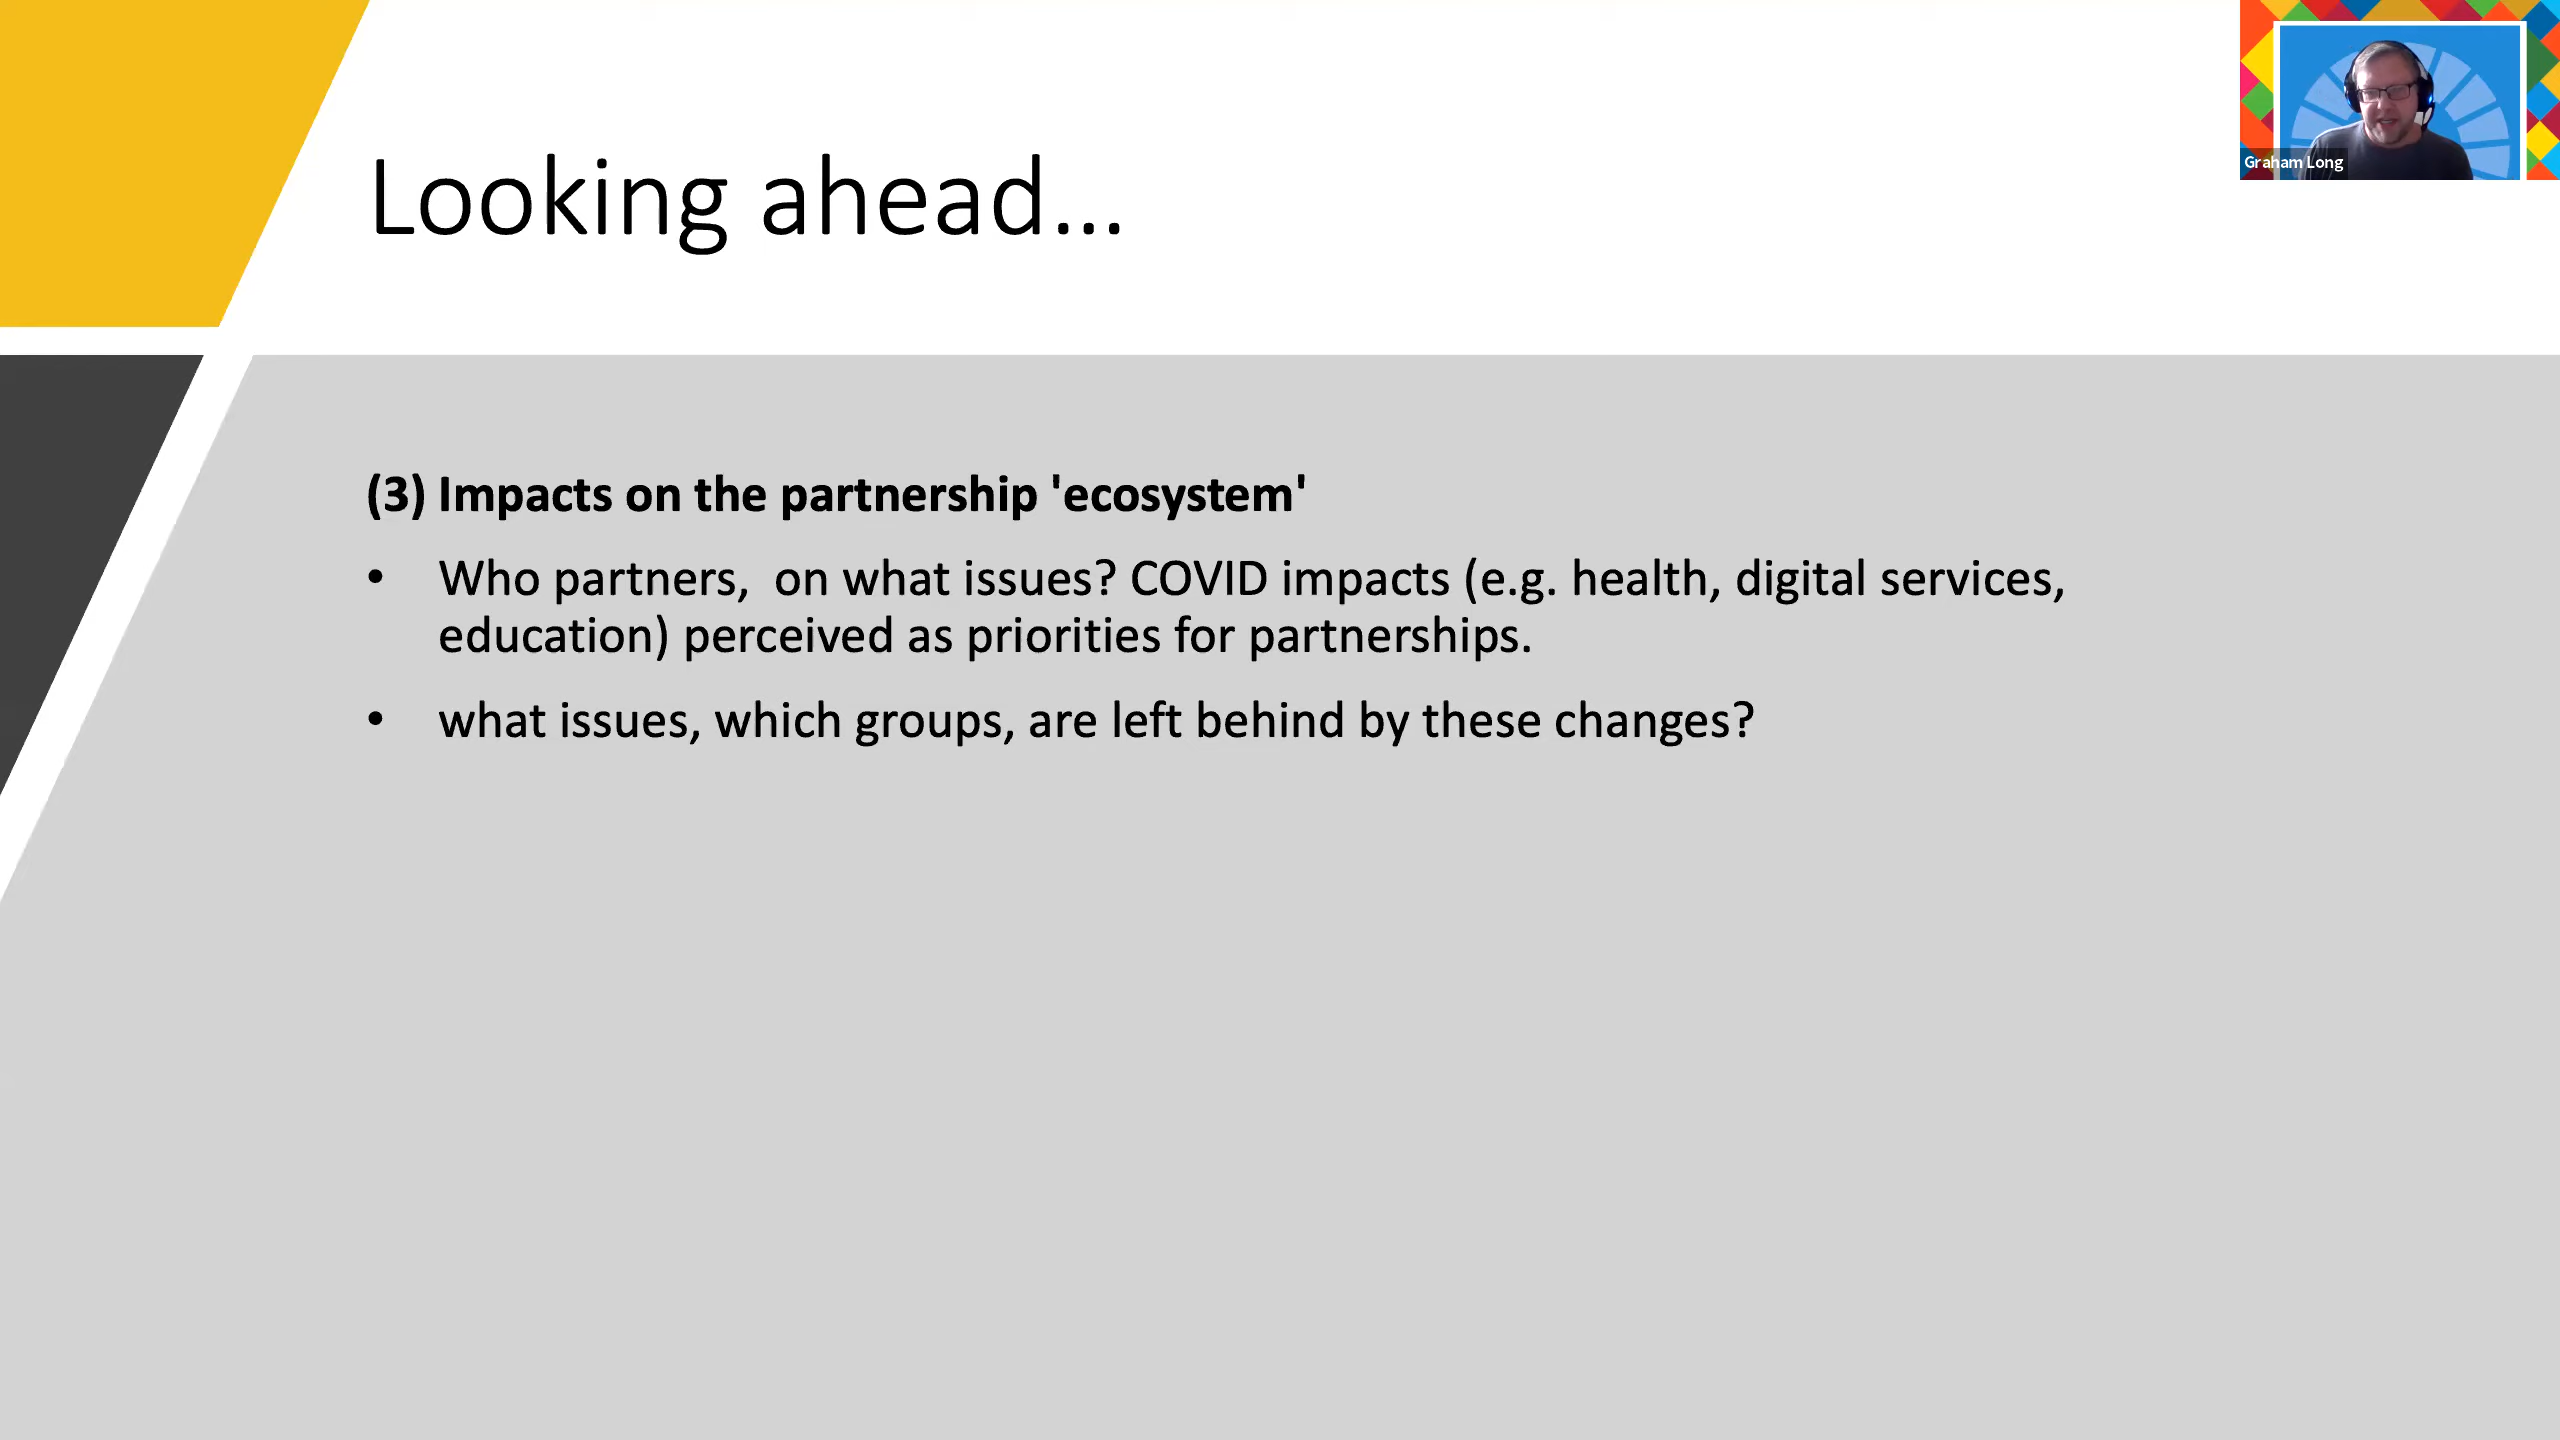 Looking ahead...
Graham Long
(3) Impacts on the partnership 'ecosystem'
• Who partners,  on what issues? COVID impacts (e.g. health, digital services,
education) perceived as priorities for partnerships.
• what issues, which groups, are left behind by these changes?